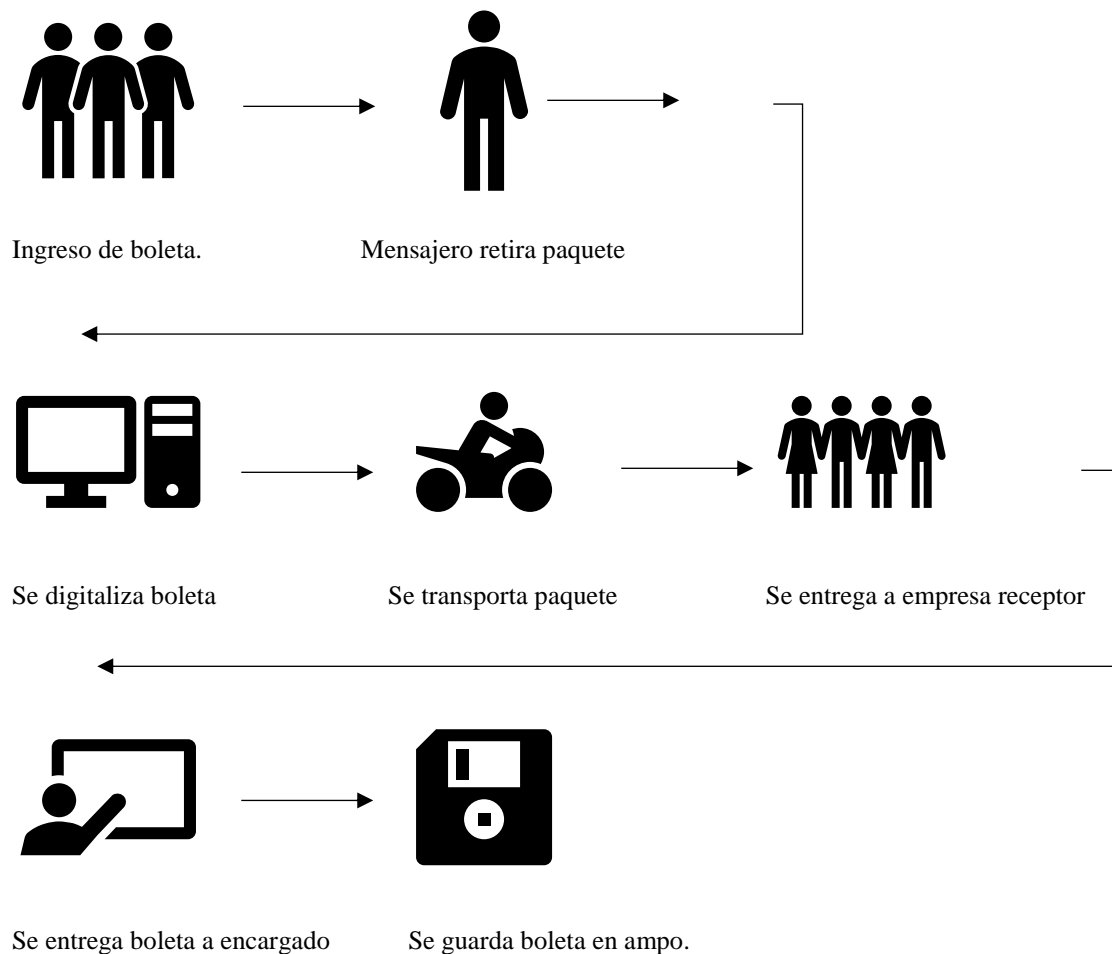 Ingreso de boleta.
Mensajero retira paquete
Se digitaliza boleta
Se transporta paquete
Se entrega a empresa receptor
Se entrega boleta a encargado
Se guarda boleta en ampo.